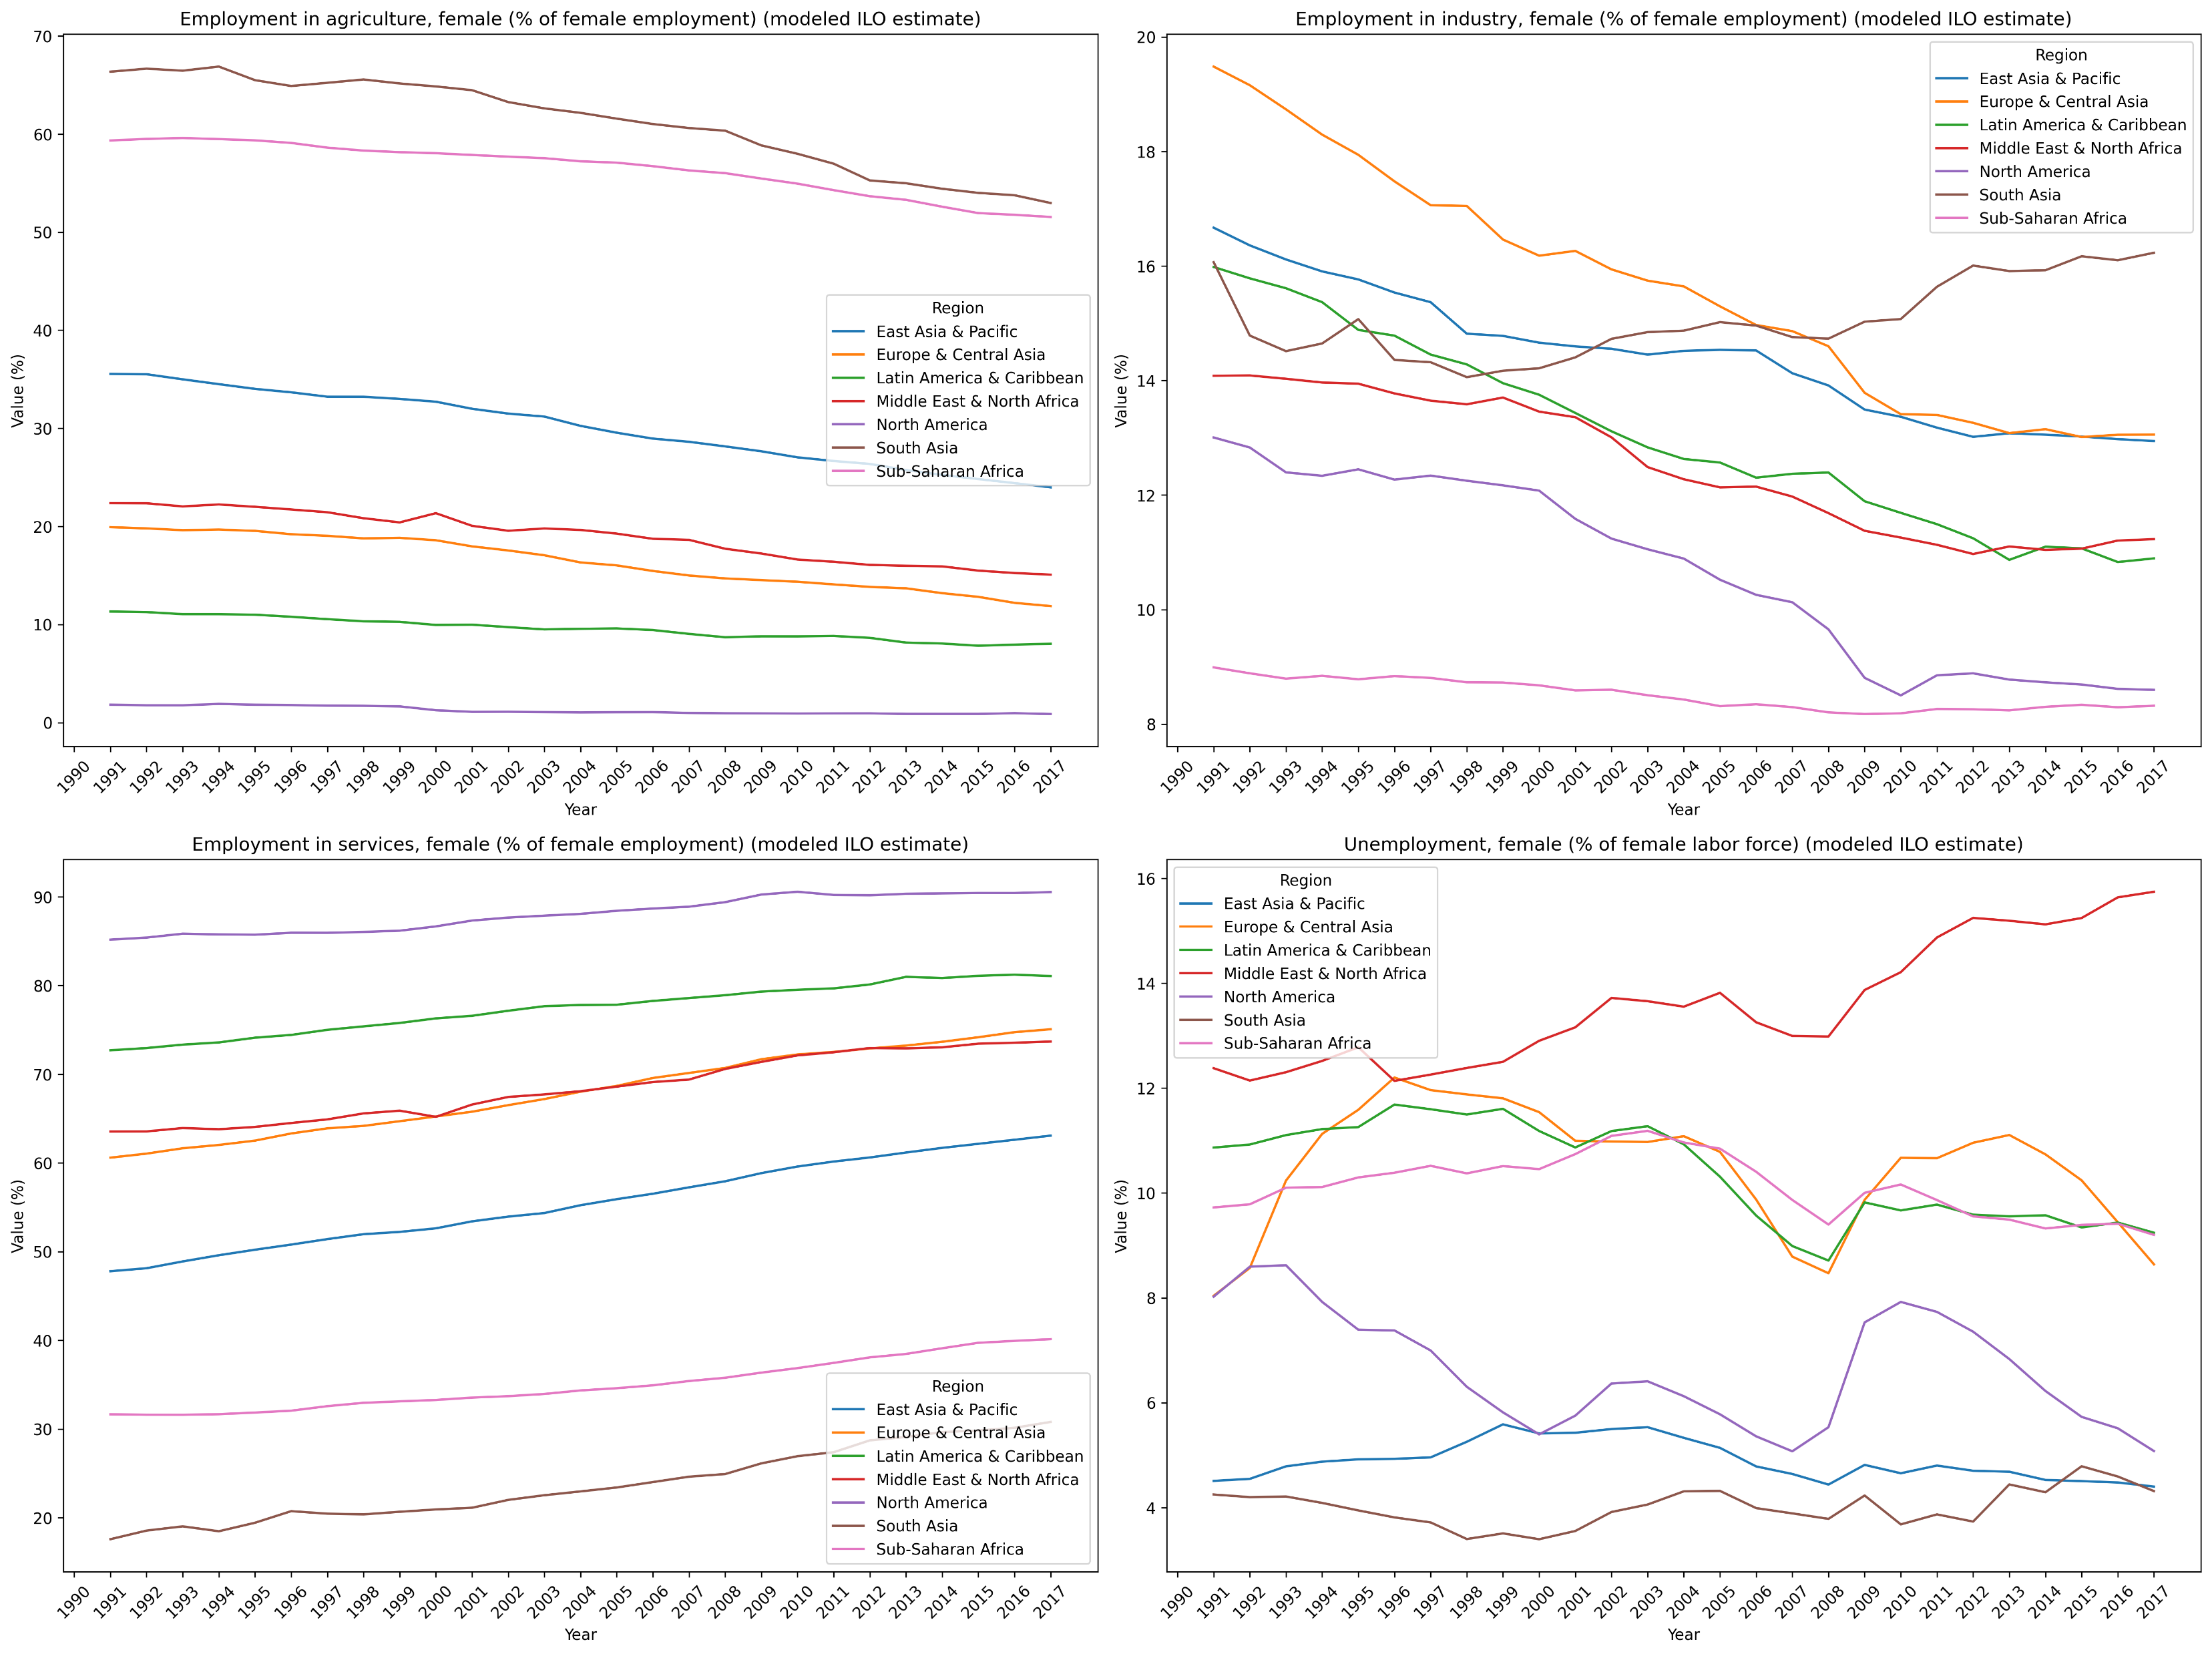 Employment in agriculture, female (% of female employment) (modeled ILO estimate)
Value (%)
70
60
50
40
30
20
10
0
Region
East Asia & Pacific
Europe & Central Asia
Latin America & Caribbean
Middle East & North Africa
North America
South Asia
Sub-Saharan Africa
1990 1991 1992 1993 1994 1995 1996 1997 1998 1999 2000 2001 2002 2003 2004 2005 2006 2007 2008 2009 2010 2011 2012 2013 2014 2015 2016 2017
Year
Employment in industry, female (% of female employment) (modeled ILO estimate)
Value (%)
20
18
16
14
12
10
8
Region
East Asia & Pacific
Europe & Central Asia
Latin America & Caribbean
Middle East & North Africa
North America
South Asia
Sub-Saharan Africa
1990 1991 1992 1993 1994 1995 1996 1997 1998 1999 2000 2001 2002 2003 2004 2005 2006 2007 2008 2009 2010 2011 2012 2013 2014 2015 2016 2017
Year
Employment in services, female (% of female employment) (modeled ILO estimate)
Value (%)
90
80
70
60
50
40
30
20
Region
East Asia & Pacific
Europe & Central Asia
Latin America & Caribbean
Middle East & North Africa
North America
South Asia
Sub-Saharan Africa
1990 1991 1992 1993 1994 1995 1996 1997 1998 1999 2000 2001 2002 2003 2004 2005 2006 2007 2008 2009 2010 2011 2012 2013 2014 2015 2016 2017
Year
Unemployment, female (% of female labor force) (modeled ILO estimate)
Value (%)
16
14
12
10
8
6
4
Region
East Asia & Pacific
Europe & Central Asia
Latin America & Caribbean
Middle East & North Africa
North America
South Asia
Sub-Saharan Africa
1990 1991 1992 1993 1994 1995 1996 1997 1998 1999 2000 2001 2002 2003 2004 2005 2006 2007 2008 2009 2010 2011 2012 2013 2014 2015 2016 2017
Year